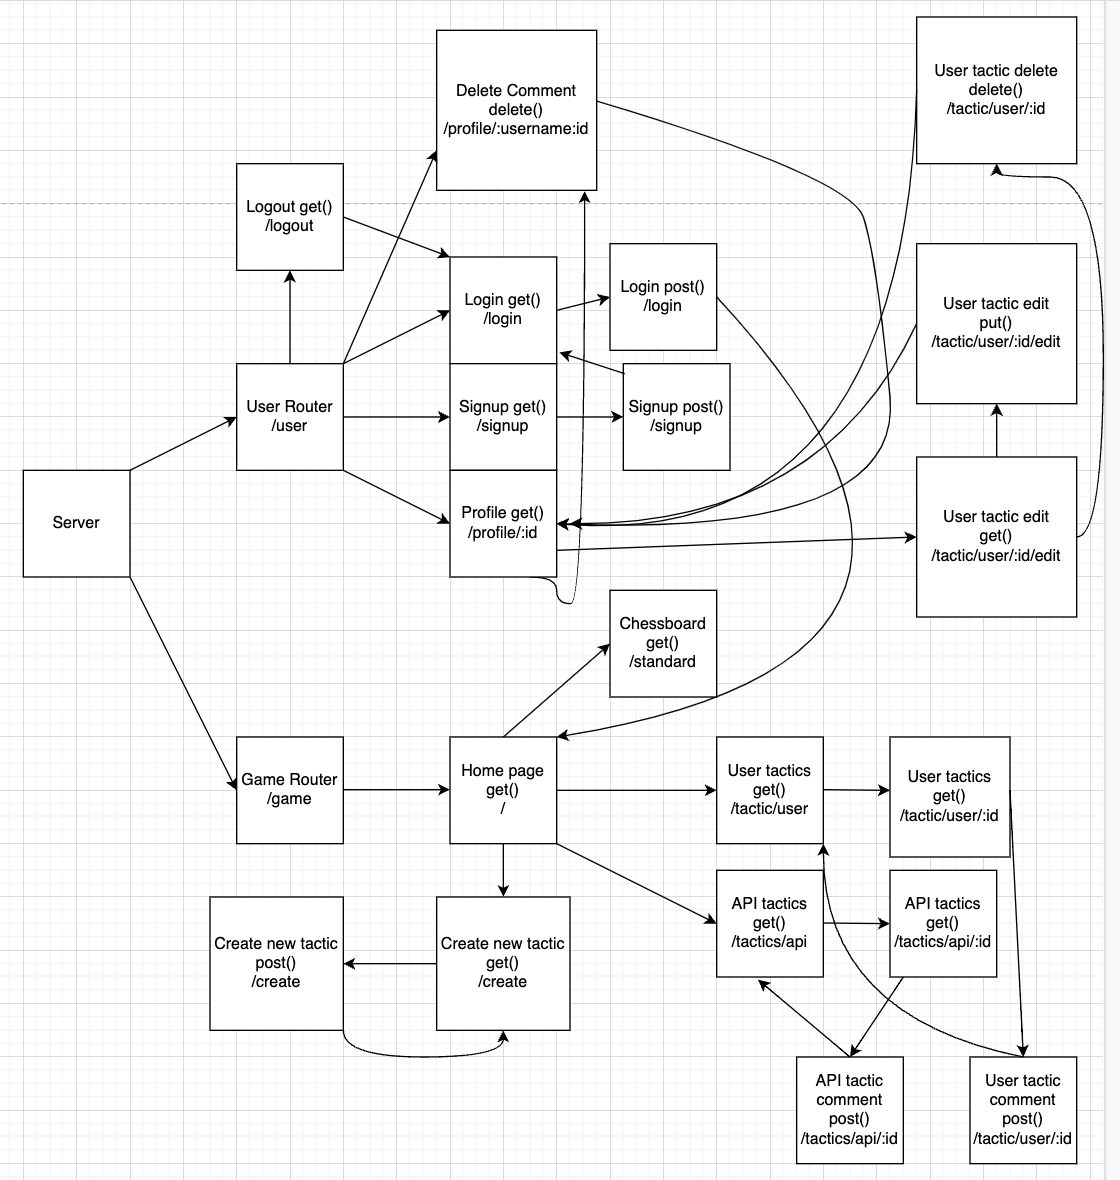 Delete Comment
delete()
/profile/:username:id
User tactic delete
delete()
/tactic/user/:id
Logout get()
/logout
Login get()
/login
Login post()
/login
User tactic edit
put()
/tactic/user/:id/edit
User Router
/user
Signup get()
/signup
Signup post()
/signup
Server
Profile get()
/profile/:id
User tactic edit
get()
/tactic/user/:id/edit
Chessboard
get()
/standard
Game Router
/game
Home page
get()
/
User tactics
get()
/tactic/user
User tactics
get()
/tactic/user/:id
Create new tactic
post()
/create
Create new tactic
get()
/create
API tactics
get()
/tactics/api
API tactics
get()
/tactics/api/:id
API tactic
comment
post()
/tactics/api/:id
User tactic
comment
post()
/tactic/user/:id